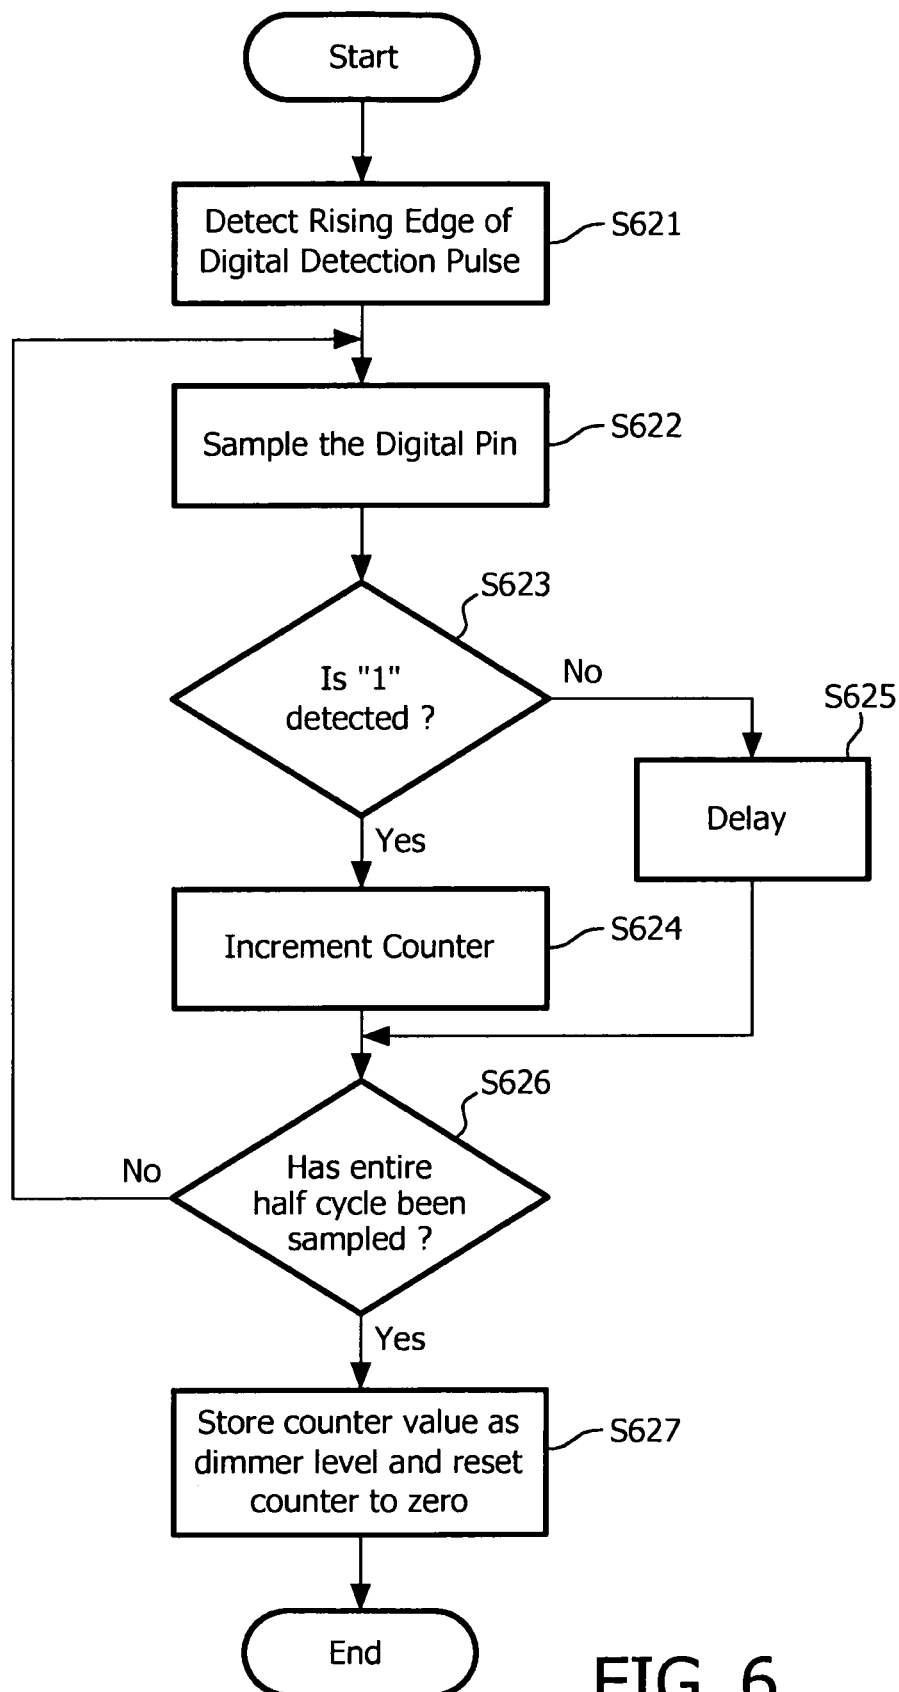 Start
Detect Rising Edge of
Digital Detection Pulse
S621
Sample the Digital Pin
S622
S623
Is "1"
detected ?
No
S625
Delay
Yes
Increment Counter
S624
S626
Has entire
half cycle been
sampled ?
No
Yes
Store counter value as
dimmer level and reset
counter to zero
S627
End
FIG. 6